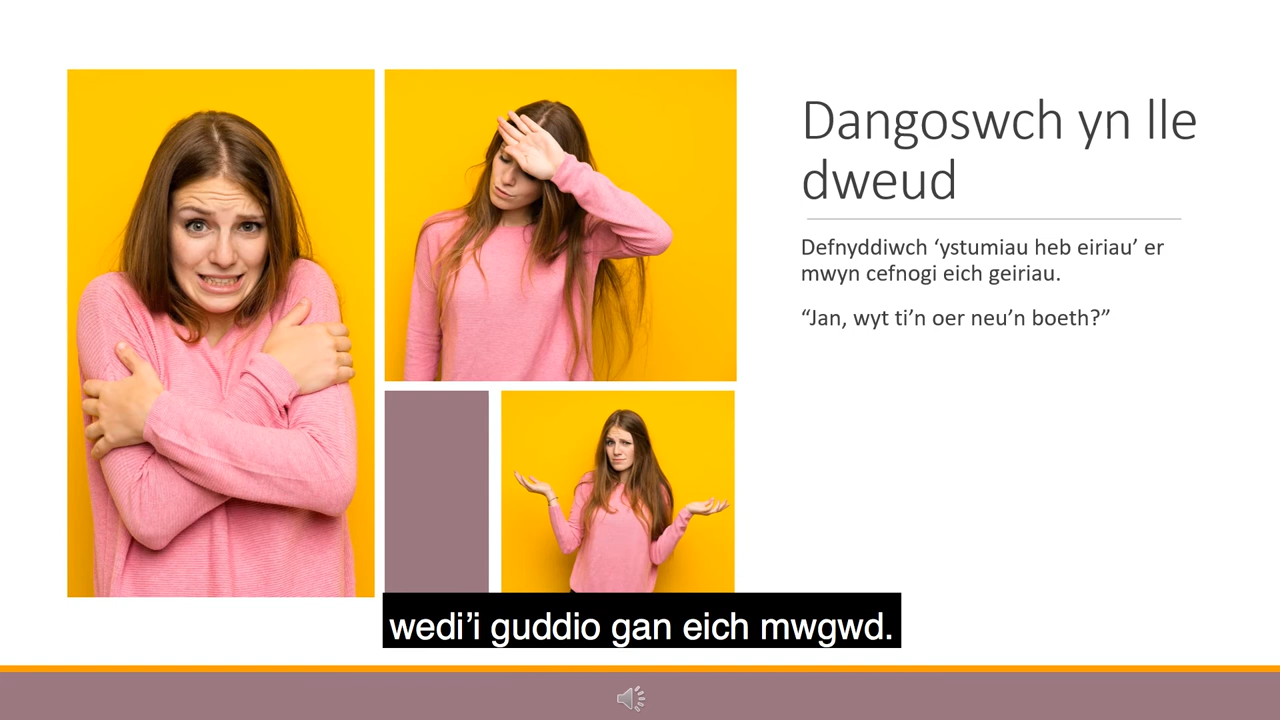 Dangoswch yn lle
dweud
Defnyddiwch ‘ystumiau heb eiriau’ er
mwyn cefnogi eich geiriau.
“Jan, wyt ti’n oer neu’n boeth?”
wedi’i guddio gan eich mwgwd.